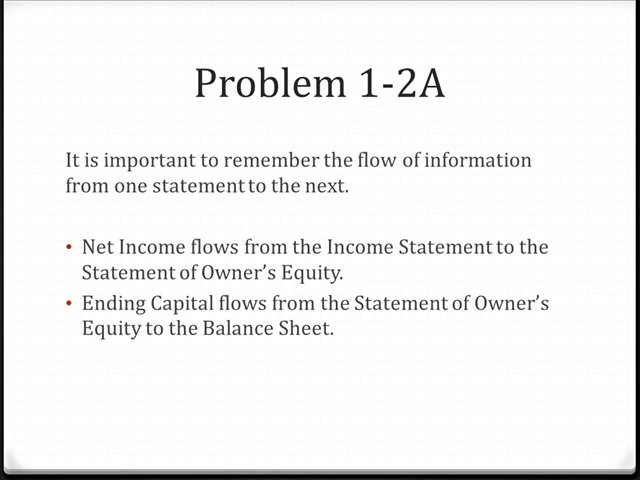 Problem 1-2A
It is important to remember the flow of information
from one statement to the next.
• Net Income flows from the Income Statement to the
Statement of Owner’s Equity.
• Ending Capital flows from the Statement of Owner’s
Equity to the Balance Sheet.